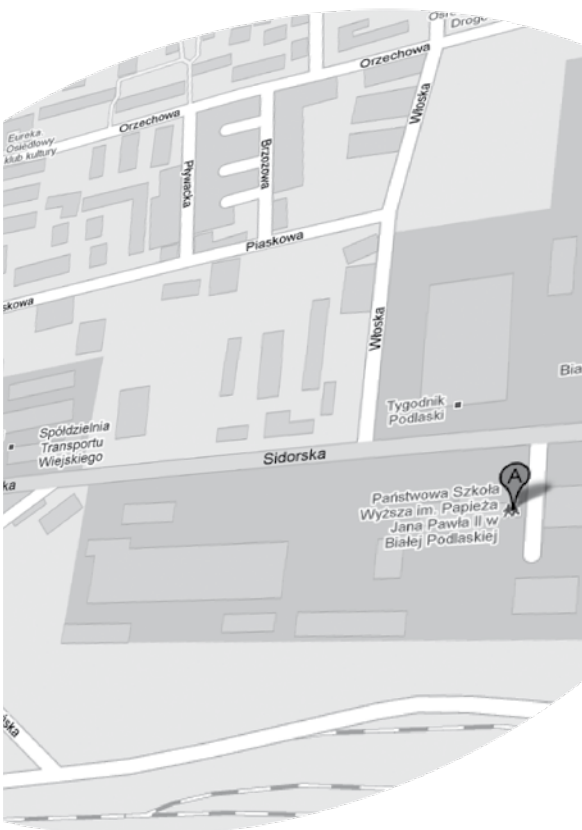 Orzechowa
Włoska
Orzechowa
Eureka
Osiedlowy
klub kultury
Pływacka
Brzozowa
Piaskowa
skowa
Włoska
Bia
Tygodnik
Podlaski
Spółdzielnia
Transportu
Wiejskiego
Sidorska
ka
A
Państwowa Szkoła
Wyższa im. Papieża
Jana Pawła II w
Białej Podlaskiej
ska